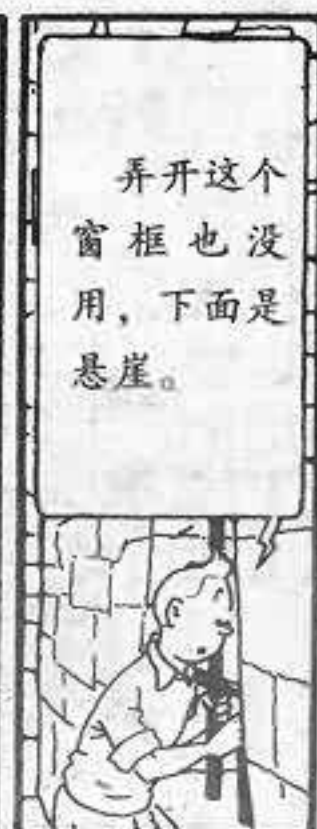 弄开这个
窗框也没
用，下面是
悬崖。